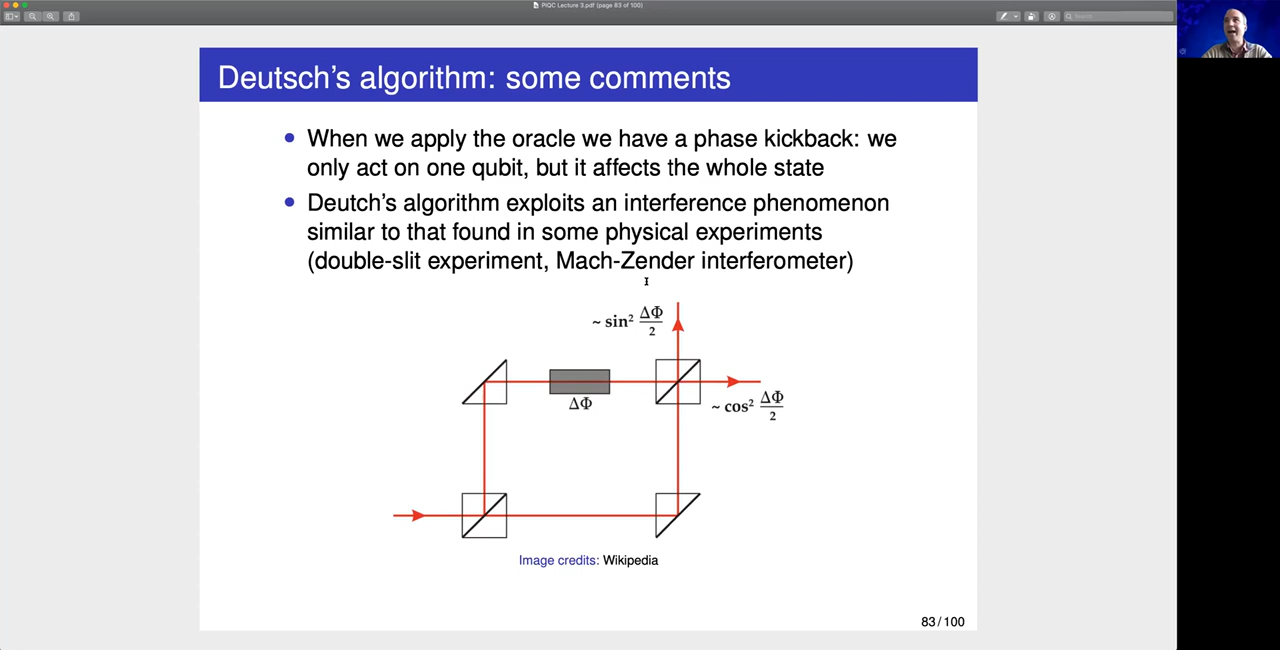 PIQC Lecture 3.pdf (page 83 of 100)
Search
Deutsch's algorithm: some comments
When we apply the oracle we have a phase kickback: we
only act on one qubit, but it affects the whole state
Deutch's algorithm exploits an interference phenomenon
similar to that found in some physical experiments
(double-slit experiment, Mach-Zender interferometer)
~ sin² ΔΦ/2
ΔΦ
~ cos² ΔΦ/2
Image credits: Wikipedia
83 / 100